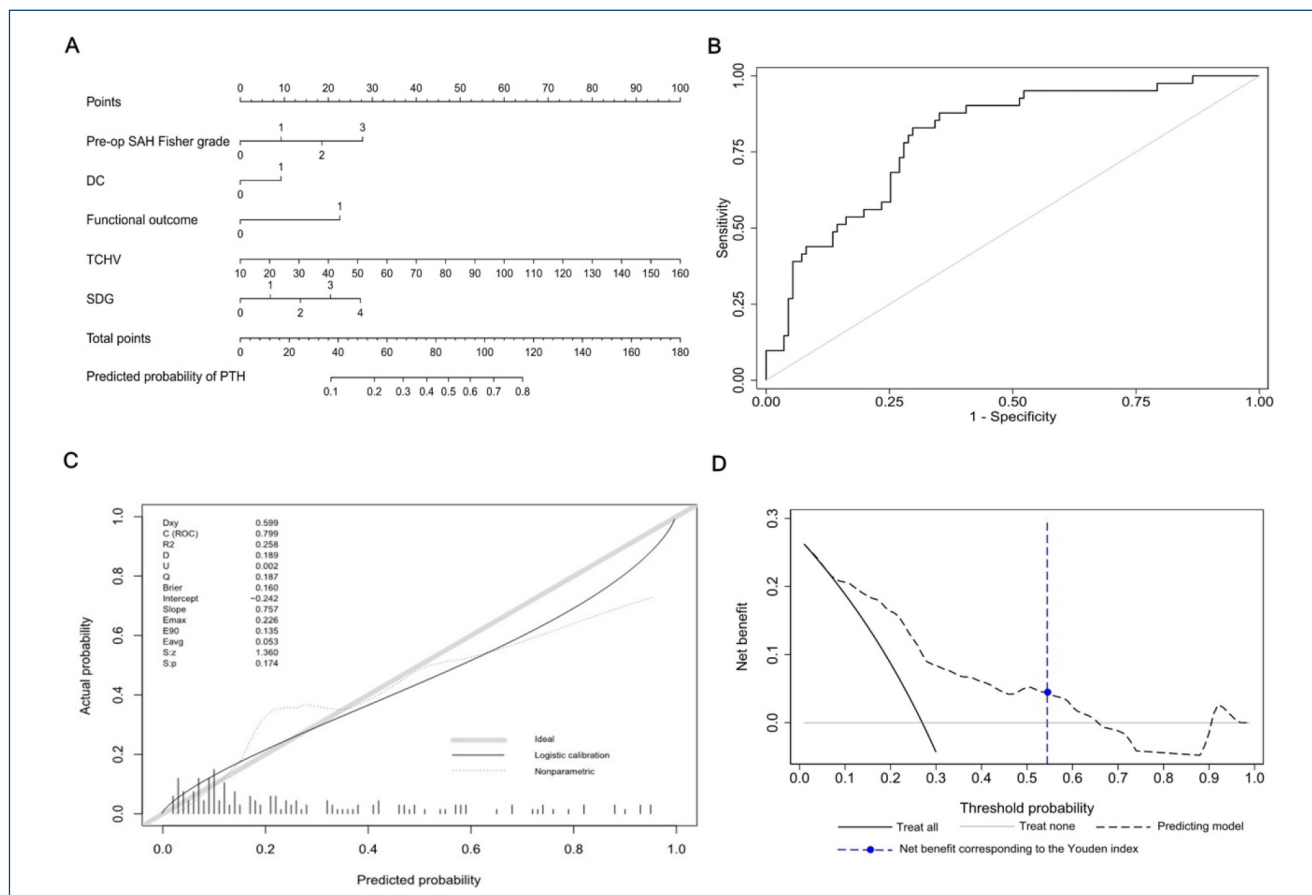 A
Points
0 10 20 30 40 50 60 70 80 90 100
Pre-op SAH Fisher grade
1 3
0 2
DC
1
0
Functional outcome
1
0
TCHV
10 20 30 40 50 60 70 80 90 100 110 120 130 140 150 160
SDG
1 3
0 2 4
Total points
0 20 40 60 80 100 120 140 160 180
Predicted probability of PTH
0.1 0.2 0.3 0.4 0.5 0.6 0.7 0.8
B
Sensitivity
1.00
0.75
0.50
0.25
0.00
0.00 0.25 0.50 0.75 1.00
1 - Specificity
C
Actual probability
1.0
0.8
0.6
0.4
0.2
0.0
Dxy 0.599
C (ROC) 0.799
R2 0.258
D 0.189
U 0.002
Q 0.187
Brier 0.160
Intercept −0.242
Slope 0.757
Emax 0.226
E90 0.135
Eavg 0.053
S:z 1.360
S:p 0.174
Ideal
Logistic calibration
Nonparametric
0.0 0.2 0.4 0.6 0.8 1.0
Predicted probability
D
Net benefit
0.3
0.2
0.1
0.0
0.0 0.1 0.2 0.3 0.4 0.5 0.6 0.7 0.8 0.9 1.0
Threshold probability
Treat all Treat none Predicting model
Net benefit corresponding to the Youden index